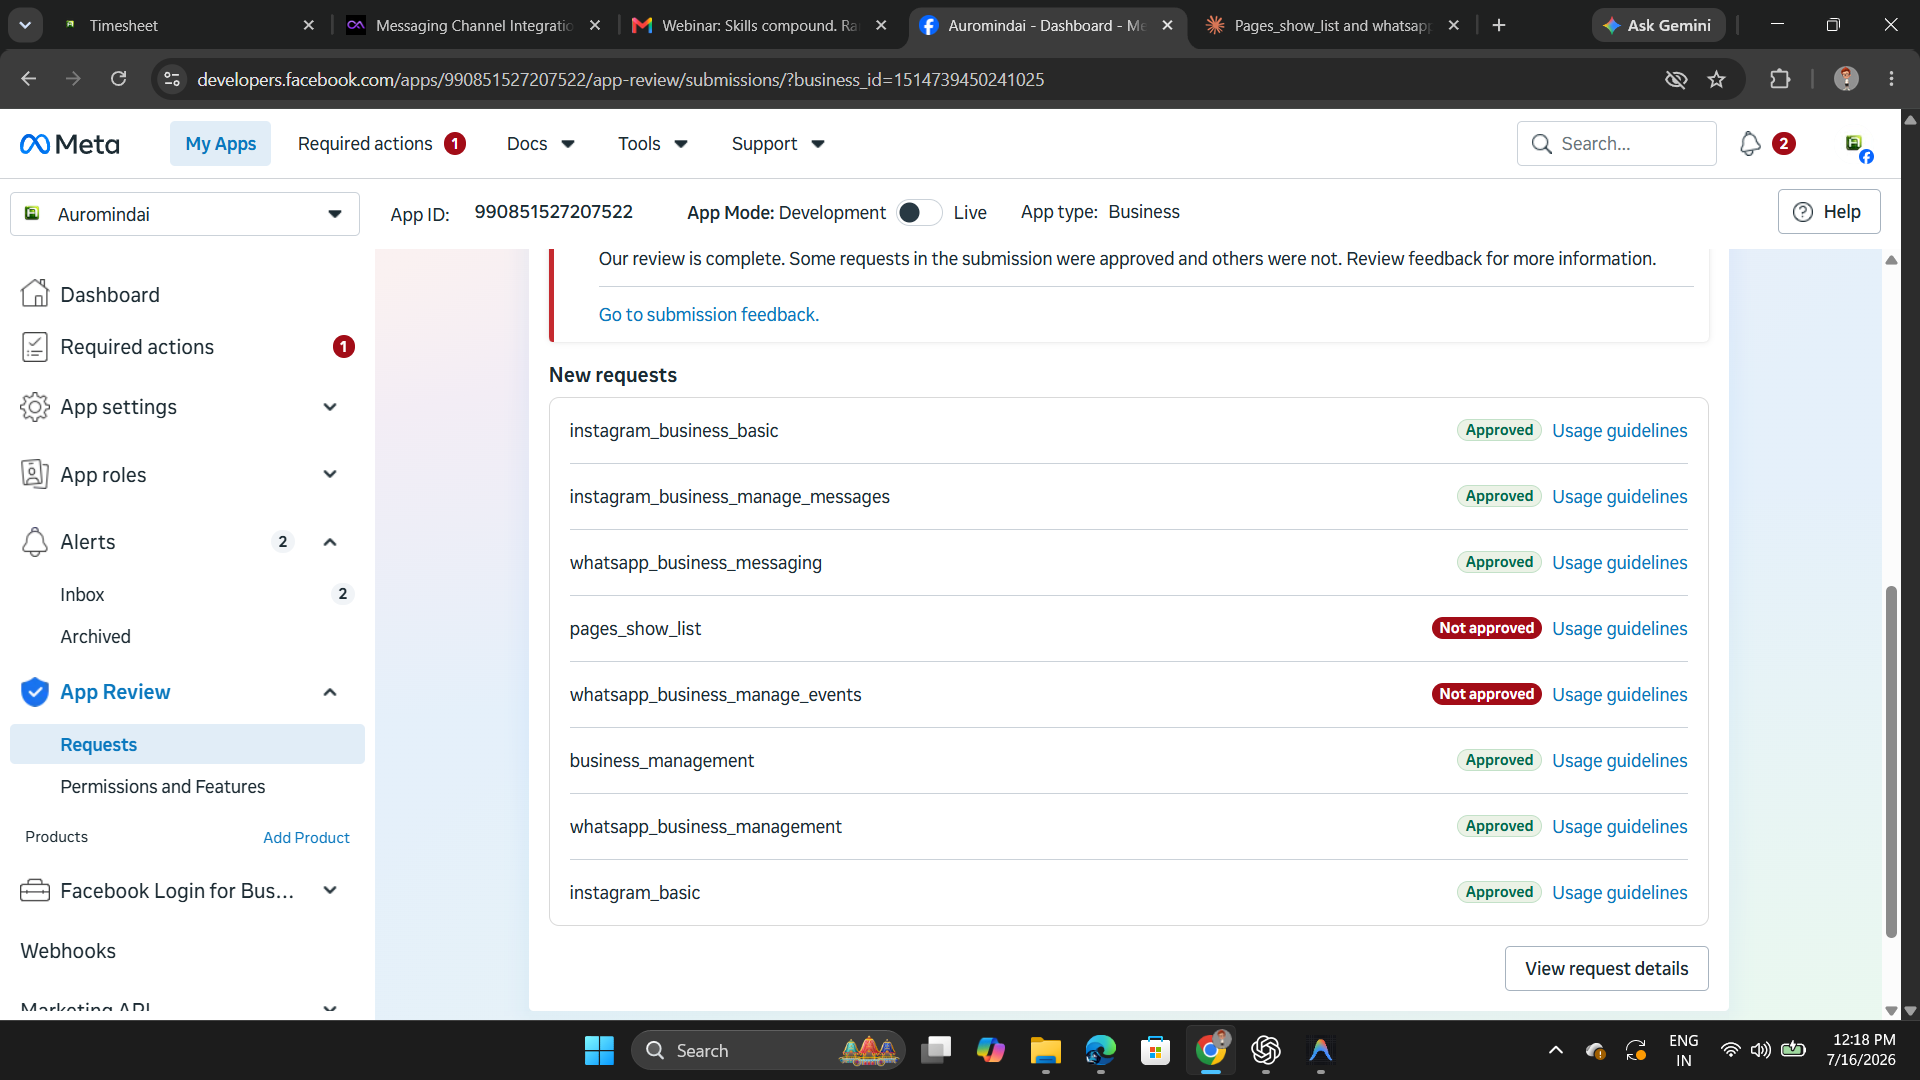 Timesheet
Messaging Channel Integratio
Webinar: Skills compound. Ra
Auromindai - Dashboard - Me
Pages_show_list and whatsapp
Ask Gemini
developers.facebook.com/apps/990851527207522/app-review/submissions/?business_id=1514739450241025
Meta
My Apps
Required actions 1
Docs
Tools
Support
Search...
2
Auromindai
App ID: 990851527207522
App Mode: Development
Live
App type: Business
Help
Dashboard
Required actions 1
App settings
App roles
Alerts 2
Inbox 2
Archived
App Review
Requests
Permissions and Features
Products Add Product
Facebook Login for Bus...
Webhooks
Marketing API
Our review is complete. Some requests in the submission were approved and others were not. Review feedback for more information.
Go to submission feedback.
New requests
instagram_business_basic Approved Usage guidelines
instagram_business_manage_messages Approved Usage guidelines
whatsapp_business_messaging Approved Usage guidelines
pages_show_list Not approved Usage guidelines
whatsapp_business_manage_events Not approved Usage guidelines
business_management Approved Usage guidelines
whatsapp_business_management Approved Usage guidelines
instagram_basic Approved Usage guidelines
View request details
Search
ENG
IN
12:18 PM
7/16/2026